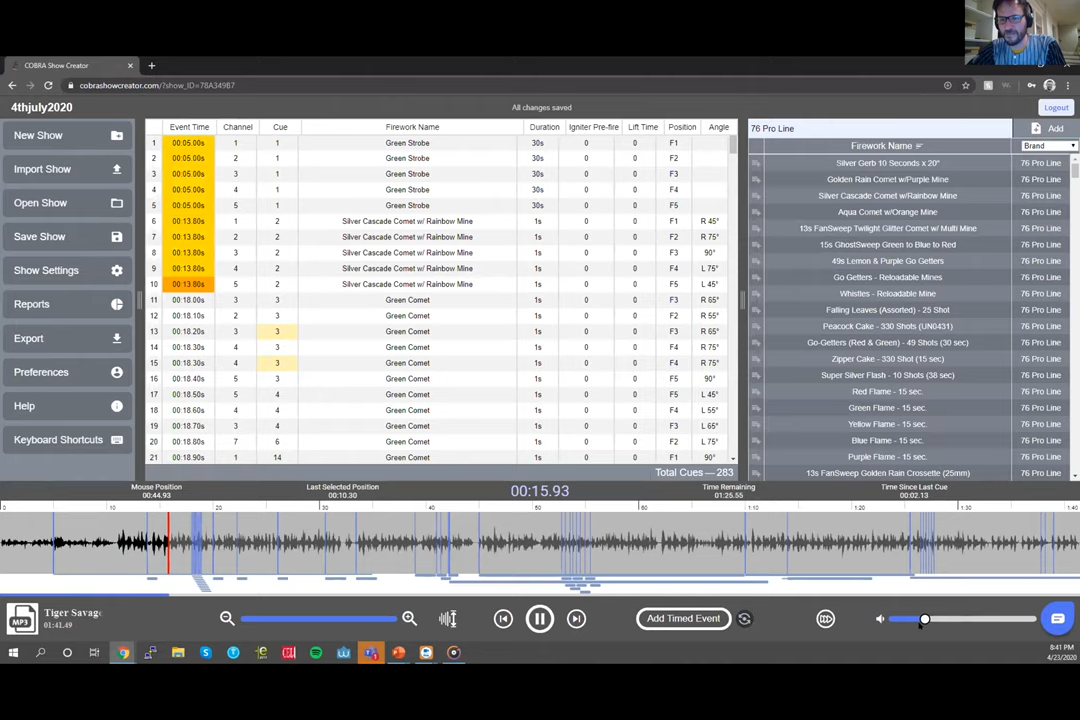 COBRA Show Creator
cobrashowcreator.com/?show_ID=78A349B7
4thjuly2020
All changes saved
Logout
New Show
Import Show
Open Show
Save Show
Show Settings
Reports
Export
Preferences
Help
Keyboard Shortcuts
Event Time Channel Cue Firework Name Duration Igniter Pre-fire Lift Time Position Angle
1 00:05.00s 1 1 Green Strobe 30s 0 0 F1
2 00:05.00s 2 1 Green Strobe 30s 0 0 F2
3 00:05.00s 3 1 Green Strobe 30s 0 0 F3
4 00:05.00s 4 1 Green Strobe 30s 0 0 F4
5 00:05.00s 5 1 Green Strobe 30s 0 0 F5
6 00:13.80s 1 2 Silver Cascade Comet w/ Rainbow Mine 1s 0 0 F1 R 45°
7 00:13.80s 2 2 Silver Cascade Comet w/ Rainbow Mine 1s 0 0 F2 R 75°
8 00:13.80s 3 2 Silver Cascade Comet w/ Rainbow Mine 1s 0 0 F3 90°
9 00:13.80s 4 2 Silver Cascade Comet w/ Rainbow Mine 1s 0 0 F4 L 75°
10 00:13.80s 5 2 Silver Cascade Comet w/ Rainbow Mine 1s 0 0 F5 L 45°
11 00:18.00s 3 3 Green Comet 1s 0 0 F3 R 65°
12 00:18.10s 2 3 Green Comet 1s 0 0 F2 R 55°
13 00:18.20s 3 3 Green Comet 1s 0 0 F3 R 65°
14 00:18.30s 4 3 Green Comet 1s 0 0 F4 R 75°
15 00:18.30s 4 3 Green Comet 1s 0 0 F4 R 75°
16 00:18.40s 5 3 Green Comet 1s 0 0 F5 90°
17 00:18.50s 5 4 Green Comet 1s 0 0 F5 L 45°
18 00:18.60s 4 4 Green Comet 1s 0 0 F4 L 55°
19 00:18.70s 3 4 Green Comet 1s 0 0 F3 L 65°
20 00:18.80s 7 6 Green Comet 1s 0 0 F2 L 75°
21 00:18.90s 1 14 Green Comet 1s 0 0 F1 90°
Total Cues — 283
76 Pro Line
Add
Firework Name Brand
Silver Gerb 10 Seconds x 20" 76 Pro Line
Golden Rain Comet w/Purple Mine 76 Pro Line
Silver Cascade Comet w/Rainbow Mine 76 Pro Line
Aqua Comet w/Orange Mine 76 Pro Line
13s FanSweep Twilight Glitter Comet w/ Multi Mine 76 Pro Line
15s GhostSweep Green to Blue to Red 76 Pro Line
49s Lemon & Purple Go Getters 76 Pro Line
Go Getters - Reloadable Mines 76 Pro Line
Whistles - Reloadable Mine 76 Pro Line
Falling Leaves (Assorted) - 25 Shot 76 Pro Line
Peacock Cake - 330 Shots (UN0431) 76 Pro Line
Go-Getters (Red & Green) - 49 Shots (30 sec) 76 Pro Line
Zipper Cake - 330 Shot (15 sec) 76 Pro Line
Super Silver Flash - 10 Shots (38 sec) 76 Pro Line
Red Flame - 15 sec. 76 Pro Line
Green Flame - 15 sec. 76 Pro Line
Yellow Flame - 15 sec. 76 Pro Line
Blue Flame - 15 sec. 76 Pro Line
Purple Flame - 15 sec. 76 Pro Line
13s FanSweep Golden Rain Crossette (25mm) 76 Pro Line
Mouse Position Last Selected Position 00:15.93 Time Remaining Time Since Last Cue
00:44.93 00:10.30 01:25.55 00:02.13
0 10 20 30 40 50 1:00 1:10 1:20 1:30 1:40
MP3
Tiger Savage
01:41.49
Add Timed Event
8:41 PM
4/23/2020